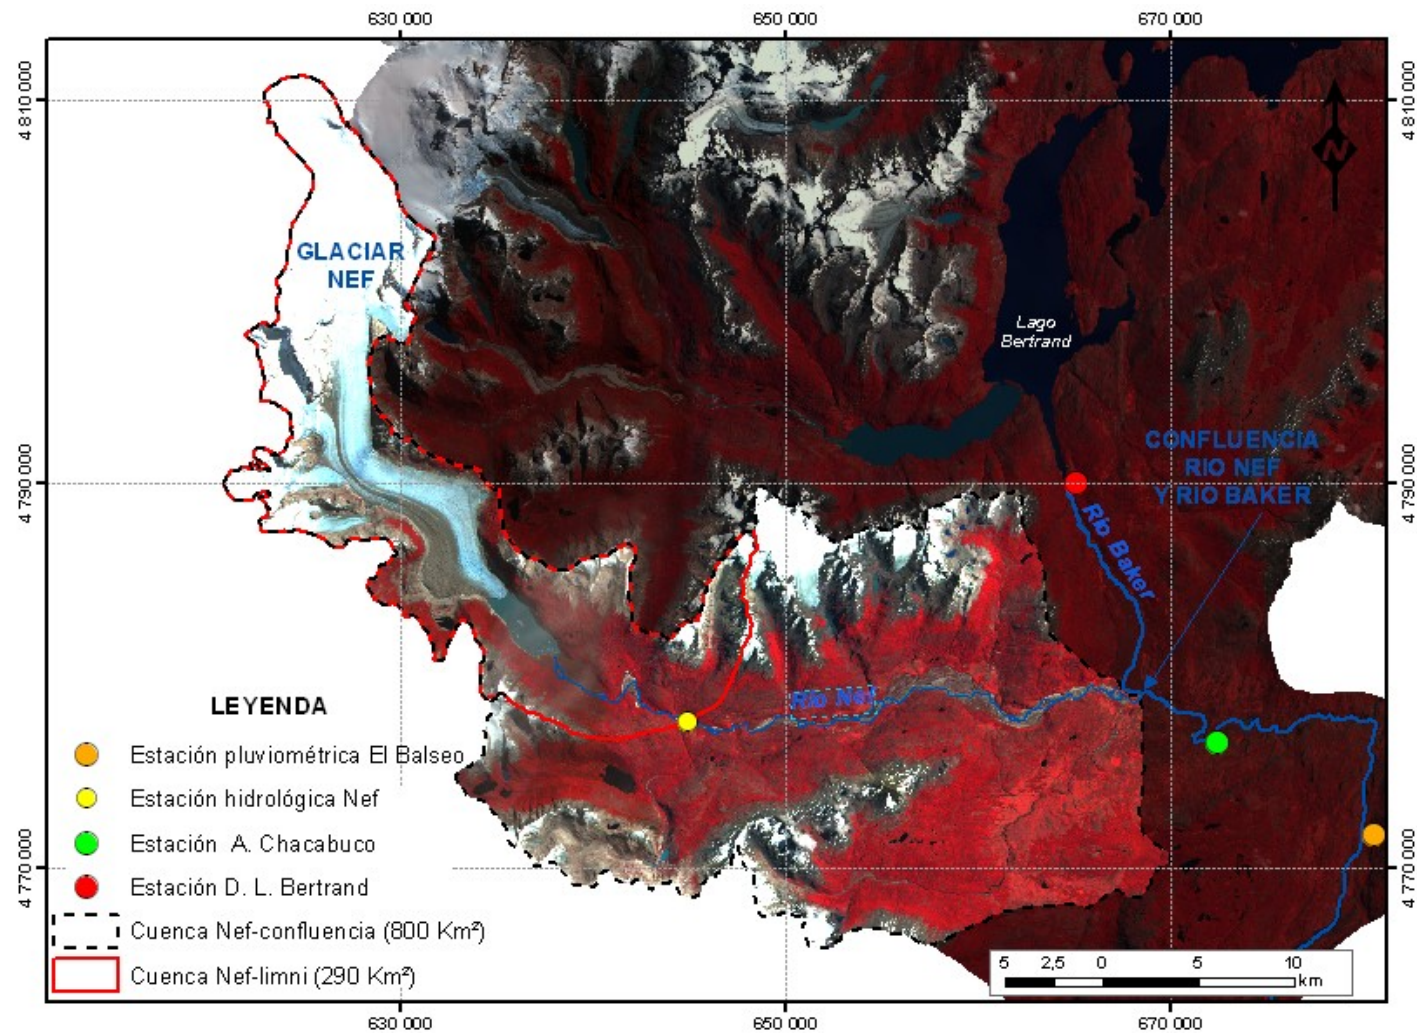 630 000
650 000
670 000
4 810 000
4 810 000
N
GLACIAR
NEF
Lago
Bertrand
CONFLUENCIA
RIO NEF
Y RIO BAKER
4 790 000
4 790 000
Río Baker
Río Nef
LEYENDA
Estación pluviométrica El Balseo
Estación hidrológica Nef
Estación A. Chacabuco
Estación D. L. Bertrand
Cuenca Nef-confluencia (800 Km²)
Cuenca Nef-limni (290 Km²)
4 770 000
4 770 000
5 2,5 0 5 10
km
630 000
650 000
670 000